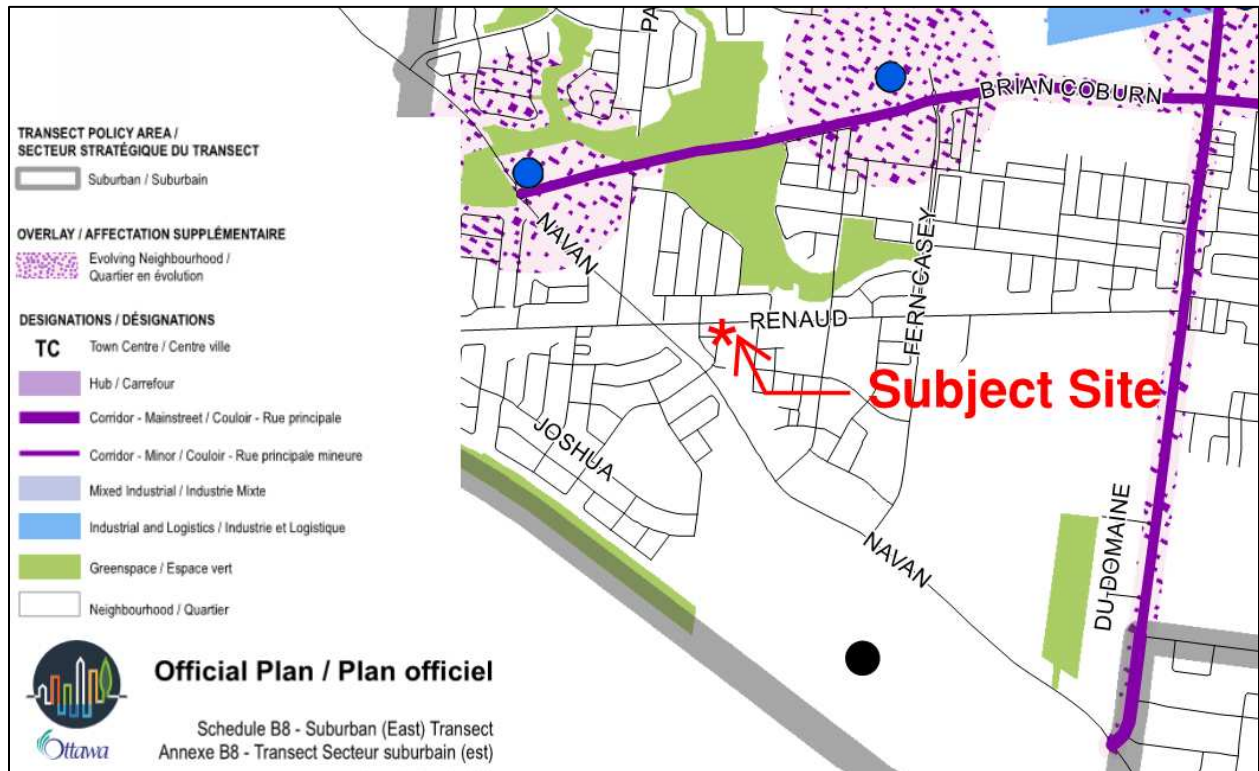 TRANSECT POLICY AREA /
SECTEUR STRATÉGIQUE DU TRANSECT
Suburban / Suburbain
OVERLAY / AFFECTATION SUPPLÉMENTAIRE
Evolving Neighbourhood /
Quartier en évolution
DESIGNATIONS / DÉSIGNATIONS
TC Town Centre / Centre ville
Hub / Carrefour
Corridor - Mainstreet / Couloir - Rue principale
Corridor - Minor / Couloir - Rue principale mineure
Mixed Industrial / Industrie Mixte
Industrial and Logistics / Industrie et Logistique
Greenspace / Espace vert
Neighbourhood / Quartier
Ottawa
Official Plan / Plan officiel
Schedule B8 - Suburban (East) Transect
Annexe B8 - Transect Secteur suburbain (est)
PA
BRIAN COBURN
NAVAN
FERN-CASEY
RENAUD
*
Subject Site
JOSHUA
NAVAN
DU-DOMAINE